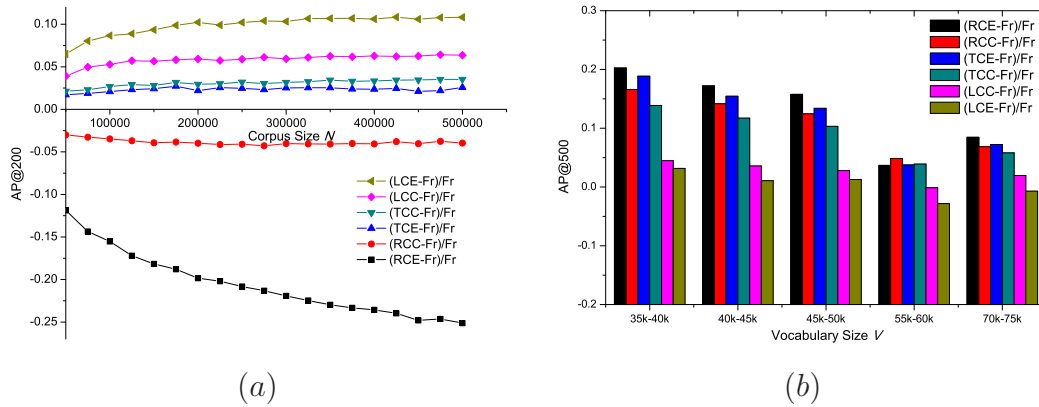 0.10
0.05
0.00
-0.05
-0.10
-0.15
-0.20
-0.25
AP@200
100000 200000 300000 400000 500000
Corpus Size N
(LCE-Fr)/Fr
(LCC-Fr)/Fr
(TCC-Fr)/Fr
(TCE-Fr)/Fr
(RCC-Fr)/Fr
(RCE-Fr)/Fr
(a)
0.3
0.2
0.1
0.0
-0.1
-0.2
AP@500
(RCE-Fr)/Fr
(RCC-Fr)/Fr
(TCE-Fr)/Fr
(TCC-Fr)/Fr
(LCC-Fr)/Fr
(LCE-Fr)/Fr
35k-40k 40k-45k 45k-50k 55k-60k 70k-75k
Vocabulary Size V
(b)